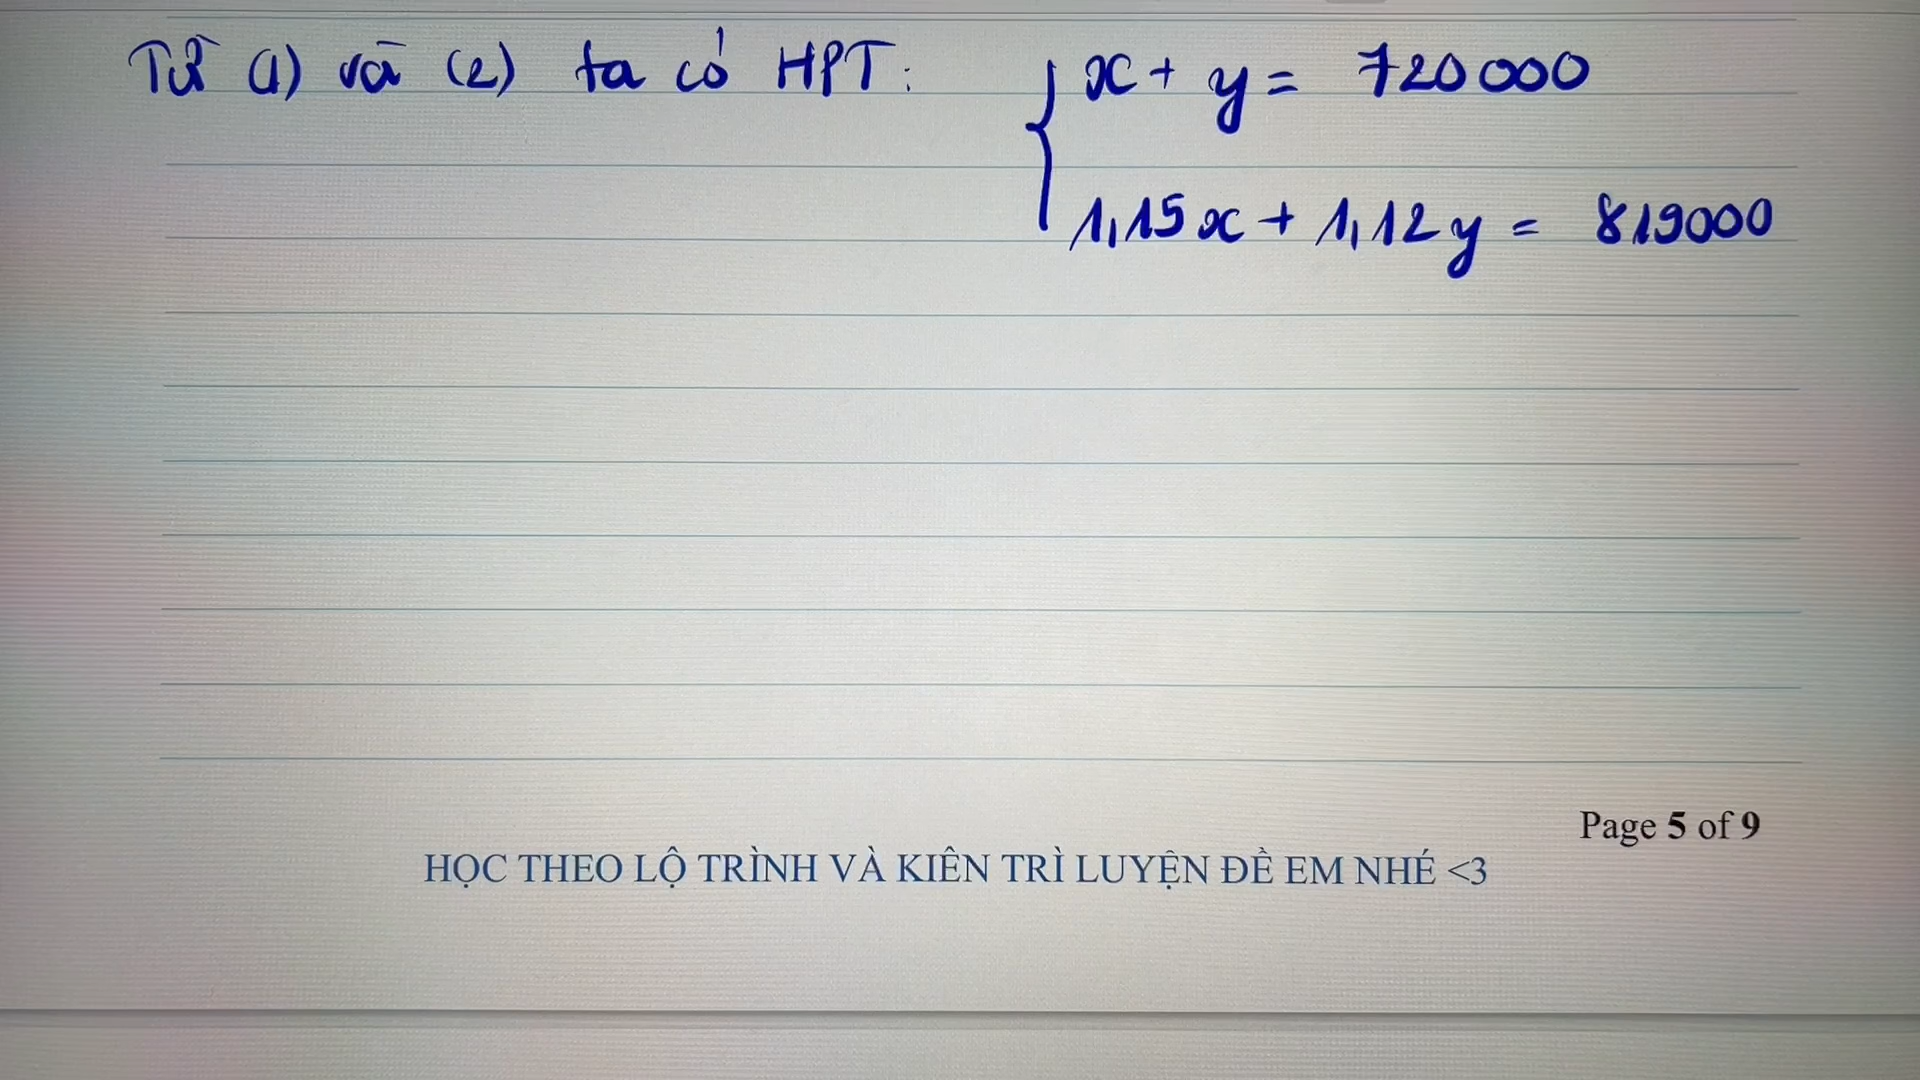 Từ (1) và (2) ta có HPT: { x + y = 720000
1,15x + 1,12y = 819000
Page 5 of 9
HỌC THEO LỘ TRÌNH VÀ KIÊN TRÌ LUYỆN ĐỀ EM NHÉ <3